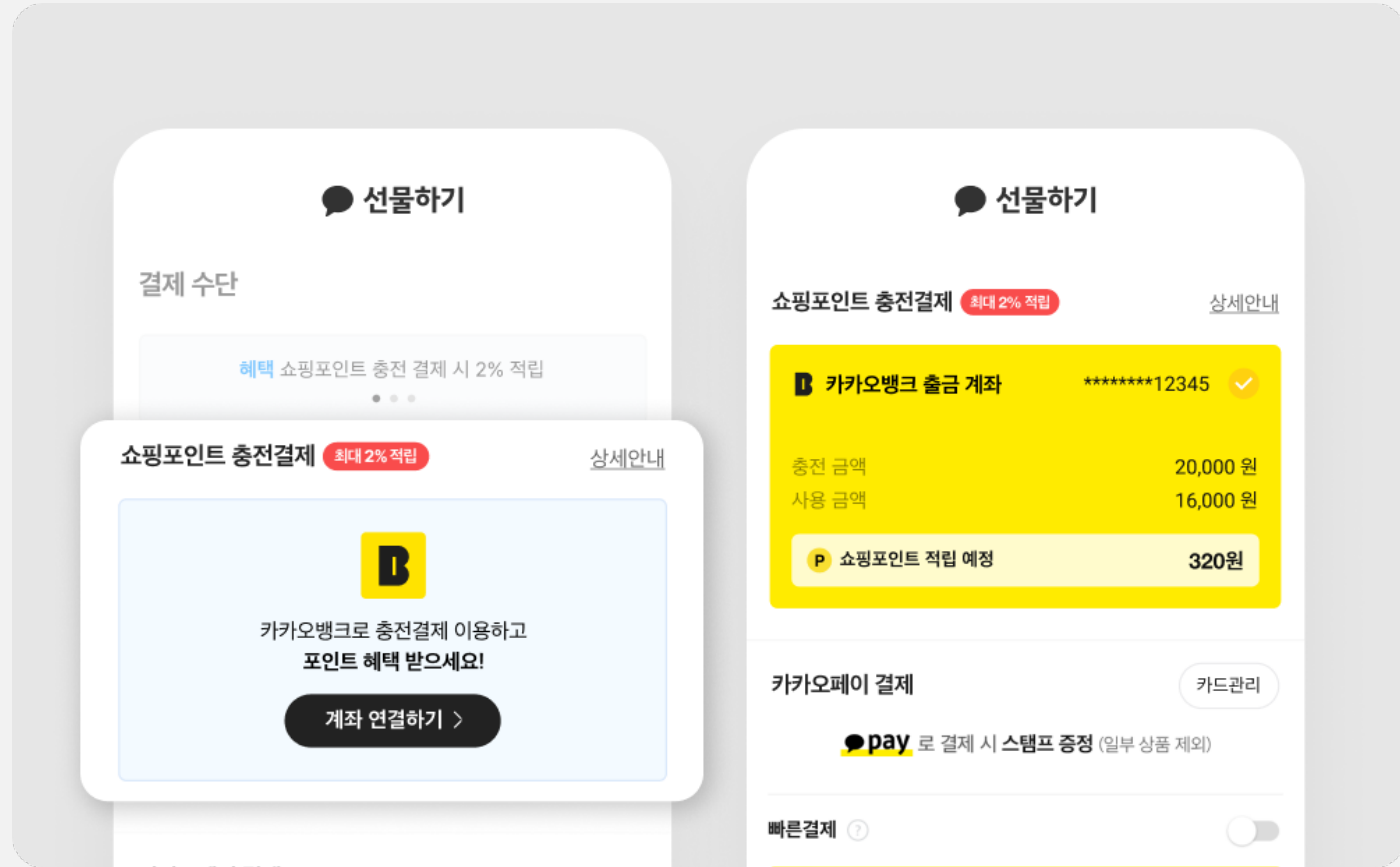 선물하기
결제 수단
혜택 쇼핑포인트 충전 결제 시 2% 적립
쇼핑포인트 충전결제 최대 2% 적립 상세안내
B
카카오뱅크로 충전결제 이용하고
포인트 혜택 받으세요!
계좌 연결하기 >
선물하기
쇼핑포인트 충전결제 최대 2% 적립 상세안내
B 카카오뱅크 출금 계좌 ********12345
충전 금액 20,000 원
사용 금액 16,000 원
P 쇼핑포인트 적립 예정 320원
카카오페이 결제 카드관리
pay 로 결제 시 스탬프 증정 (일부 상품 제외)
빠른결제 ?